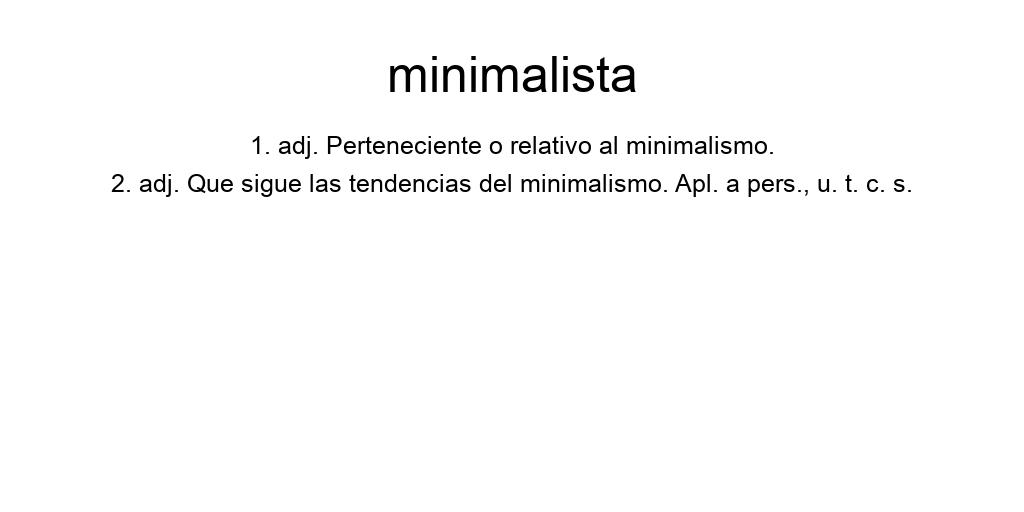 minimalista
1. adj. Perteneciente o relativo al minimalismo.
2. adj. Que sigue las tendencias del minimalismo. Apl. a pers., u. t. c. s.